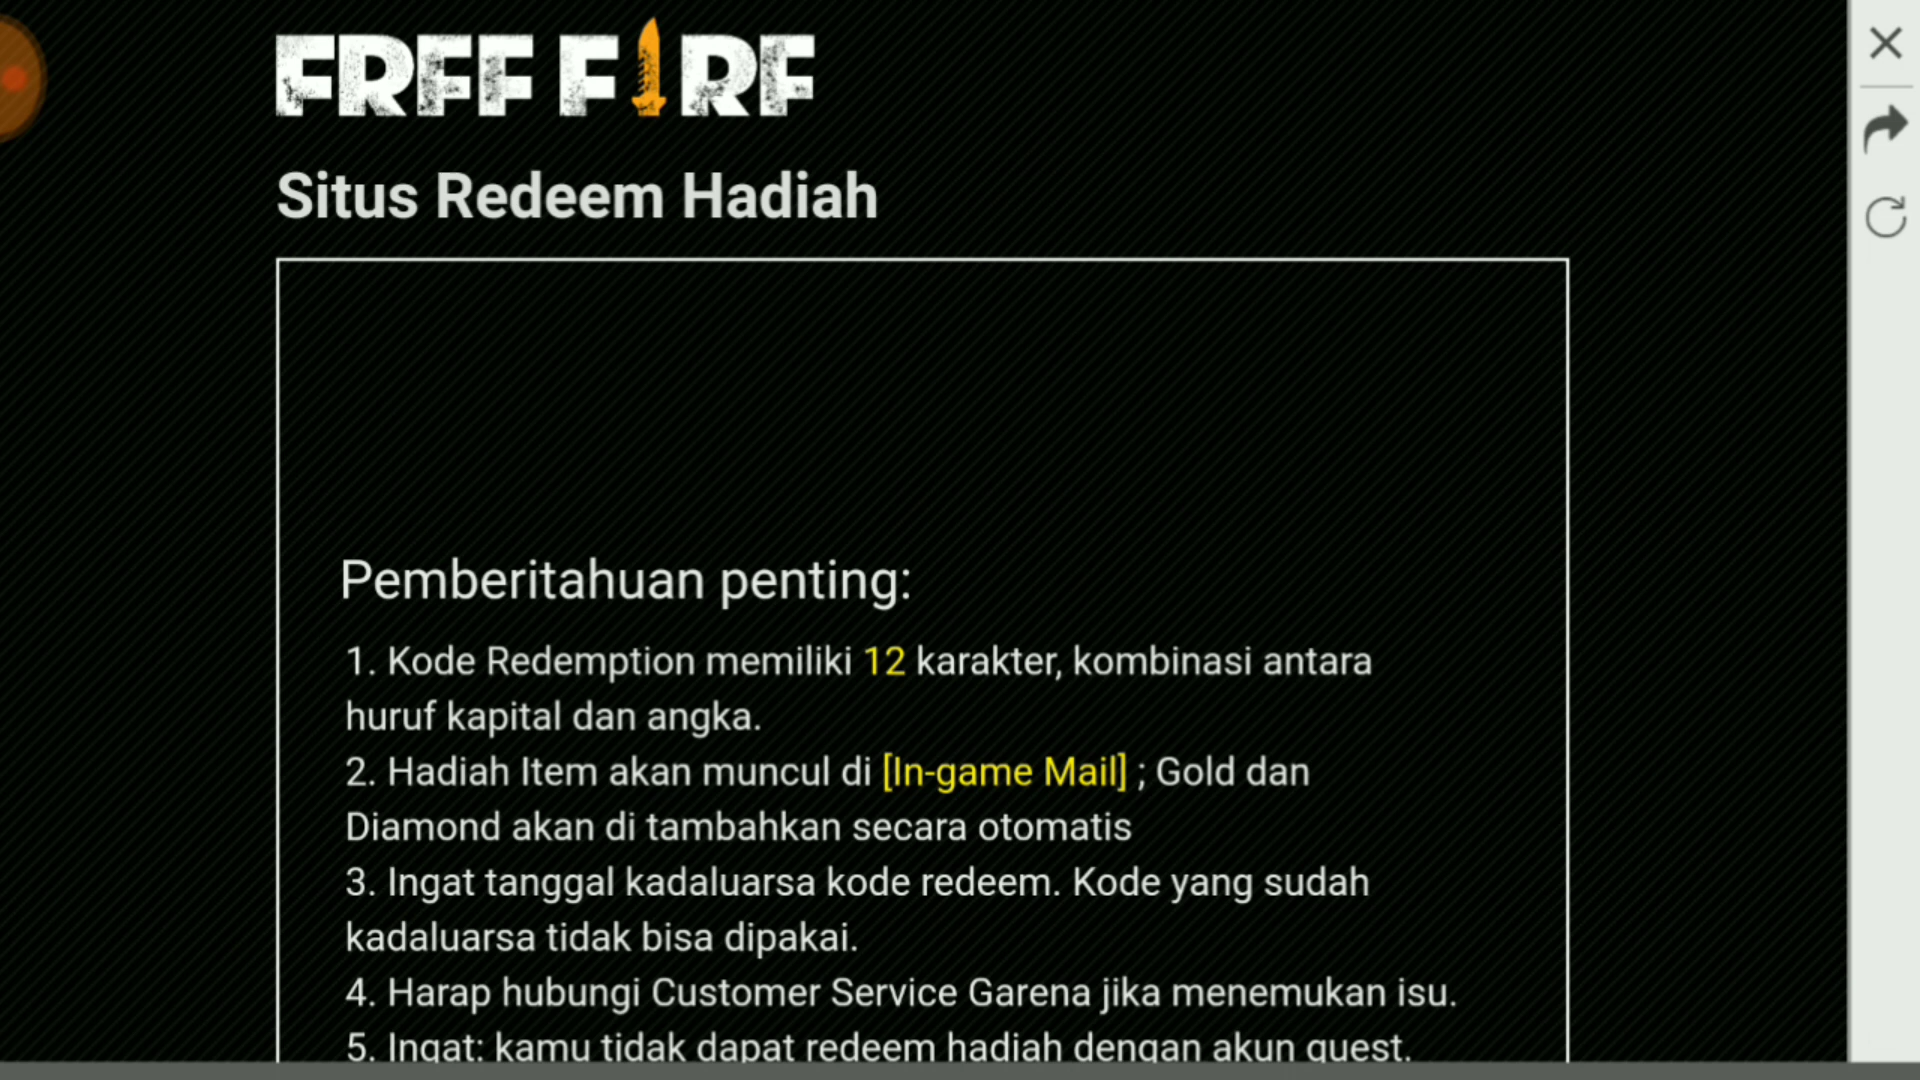 FREE FIRE
Situs Redeem Hadiah
Pemberitahuan penting:
1. Kode Redemption memiliki 12 karakter, kombinasi antara
huruf kapital dan angka.
2. Hadiah Item akan muncul di [In-game Mail] ; Gold dan
Diamond akan di tambahkan secara otomatis
3. Ingat tanggal kadaluarsa kode redeem. Kode yang sudah
kadaluarsa tidak bisa dipakai.
4. Harap hubungi Customer Service Garena jika menemukan isu.
5. Ingat: kamu tidak dapat redeem hadiah dengan akun guest.